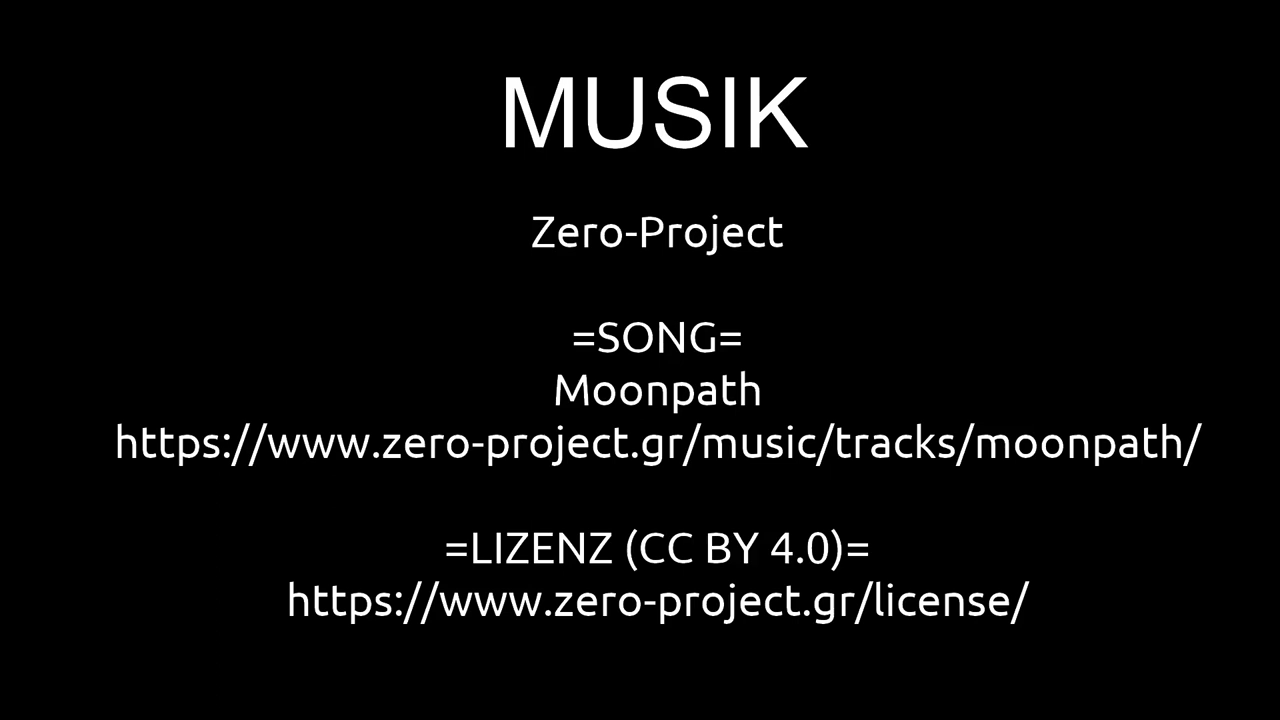 MUSIK
Zero-Project
=SONG=
Moonpath
https://www.zero-project.gr/music/tracks/moonpath/
=LIZENZ (CC BY 4.0)=
https://www.zero-project.gr/license/